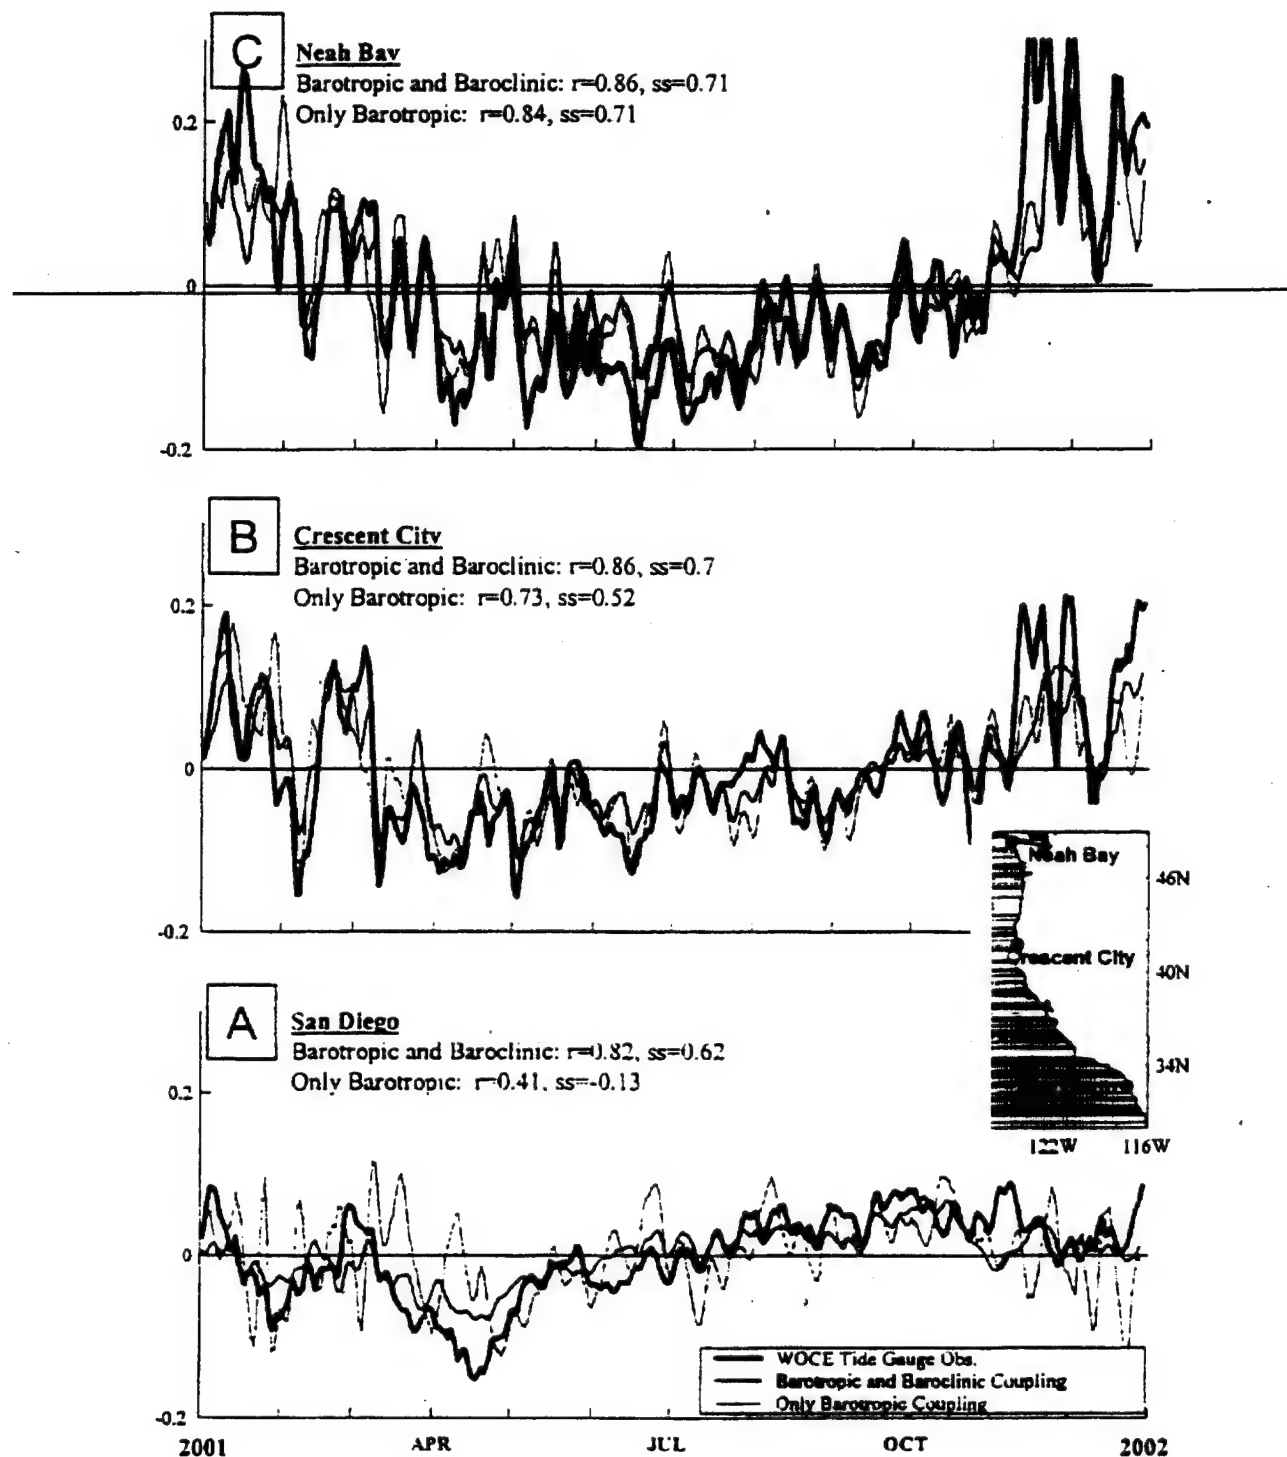 C
Neah Bay
Barotropic and Baroclinic: r=0.86, ss=0.71
Only Barotropic: r=0.84, ss=0.71
0.2
0
-0.2
B
Crescent City
Barotropic and Baroclinic: r=0.86, ss=0.7
Only Barotropic: r=0.73, ss=0.52
0.2
0
-0.2
Neah Bay
46N
Crescent City
40N
34N
122W 116W
A
San Diego
Barotropic and Baroclinic: r=0.82, ss=0.62
Only Barotropic: r=0.41, ss=-0.13
0.2
0
-0.2
WOCE Tide Gauge Obs.
Barotropic and Baroclinic Coupling
Only Barotropic Coupling
2001 APR JUL OCT 2002